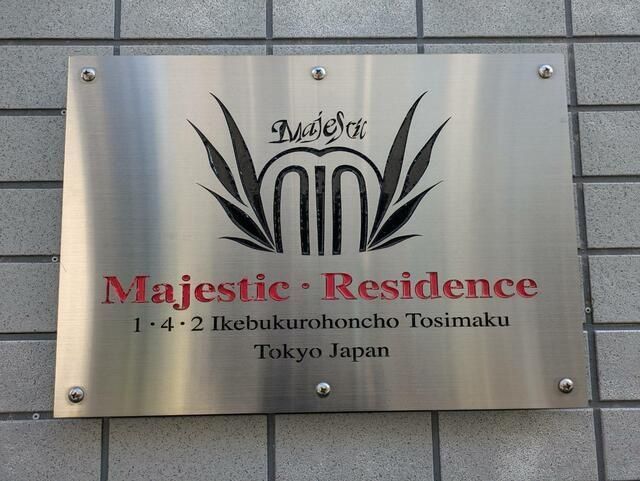 Majestic
Majestic · Residence
1 · 4 · 2 Ikebukurohoncho Tosimaku
Tokyo Japan